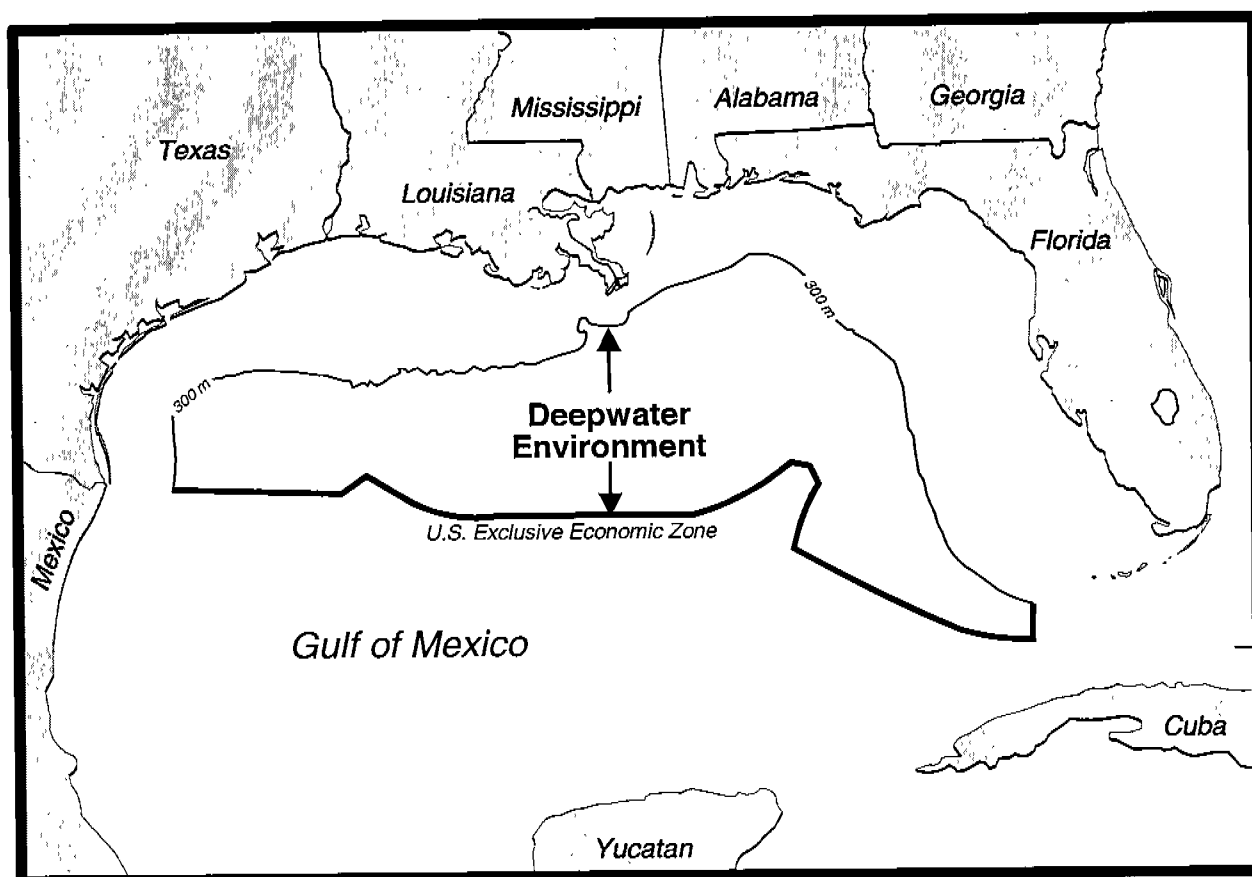 Georgia
Alabama
Mississippi
Texas
Louisiana
Florida
300 m
300 m
Deepwater
Environment
U.S. Exclusive Economic Zone
Mexico
Gulf of Mexico
Cuba
Yucatan